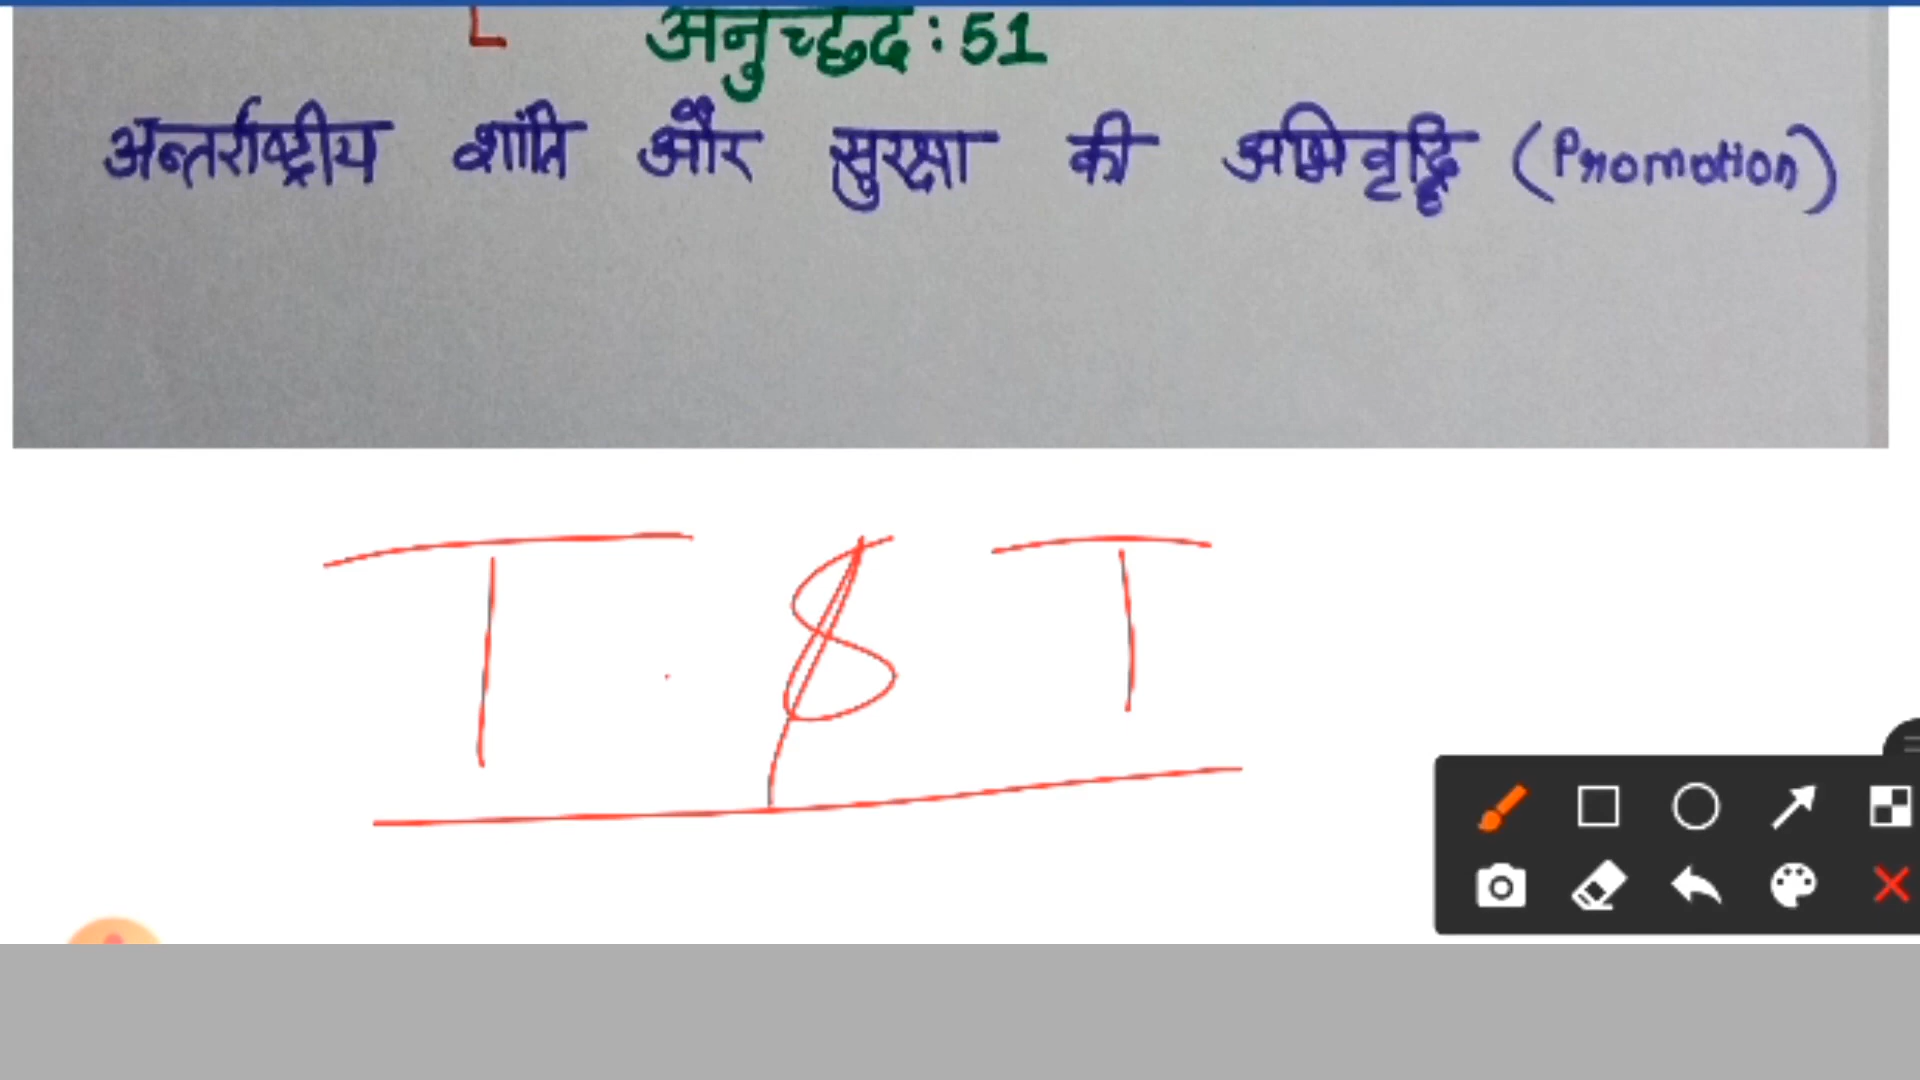 अनुच्छेद : 51
अन्तर्राष्ट्रीय शांति और सुरक्षा की अभिवृद्धि (Promotion)
T S T